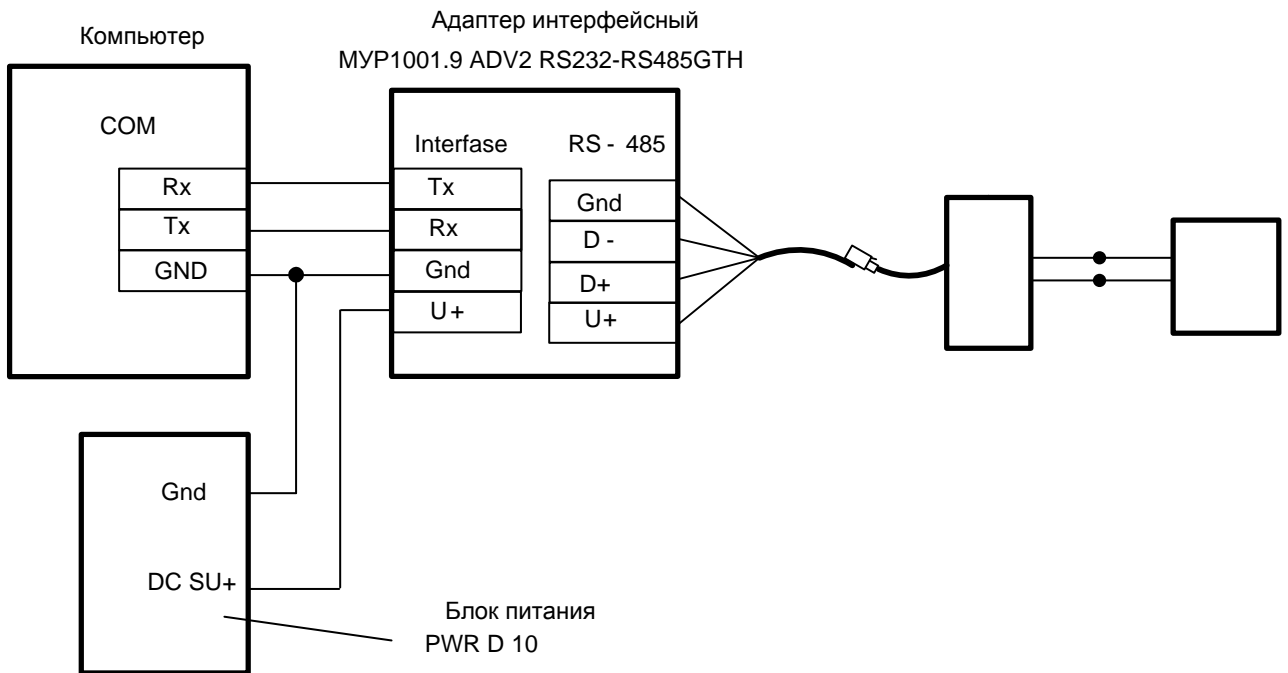 Адаптер интерфейсный
Компьютер
МУР1001.9 ADV2 RS232-RS485GTH
COM
Interfase
RS - 485
Rx
Tx
Gnd
Tx
Rx
D -
GND
Gnd
D+
U+
U+
Gnd
DC SU+
Блок питания
PWR D 10